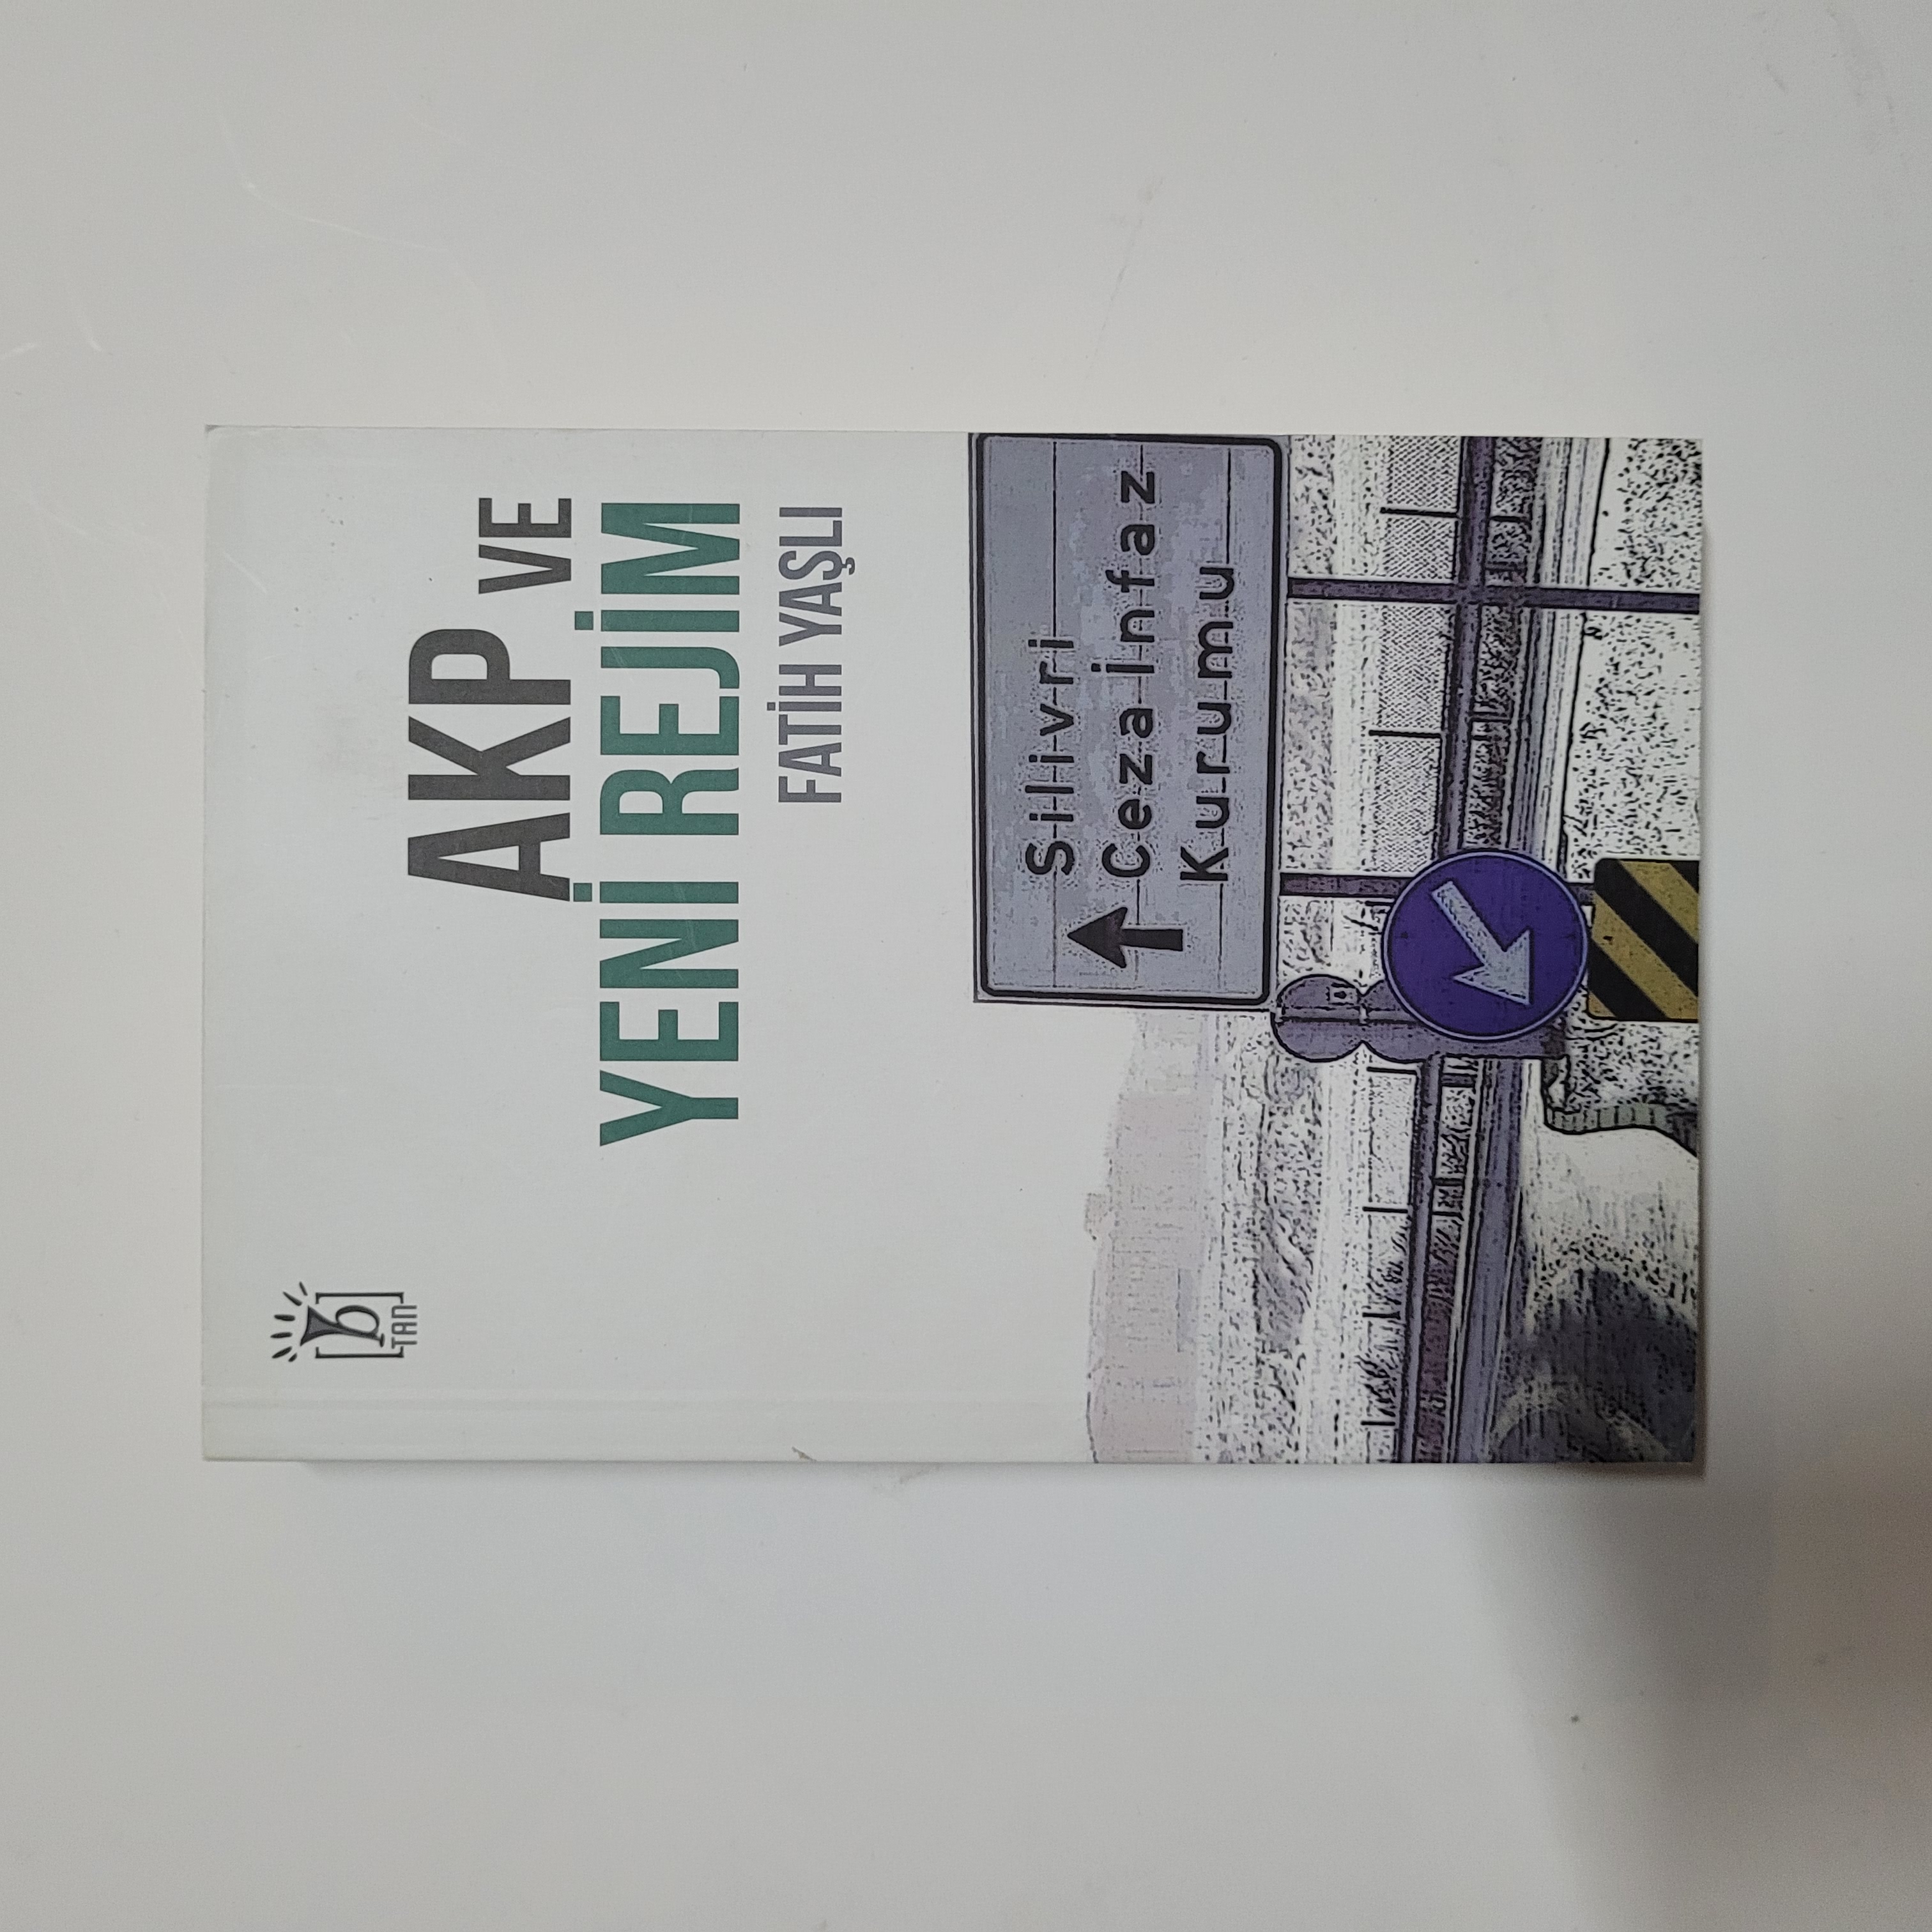 TAN
AKP VE
YENİ REJİM
FATİH YAŞLI
Silivri
Ceza İnfaz
Kurumu